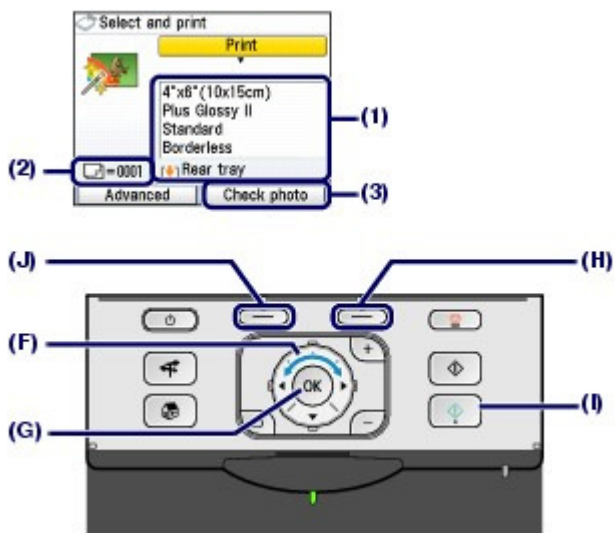 Select and print
Print
4"x6"(10x15cm)
Plus Glossy II
Standard
Borderless
(1)
(2)
=0001
Rear tray
Advanced
Check photo
(3)
(J)
(H)
(F)
+
OK
(G)
-
(I)